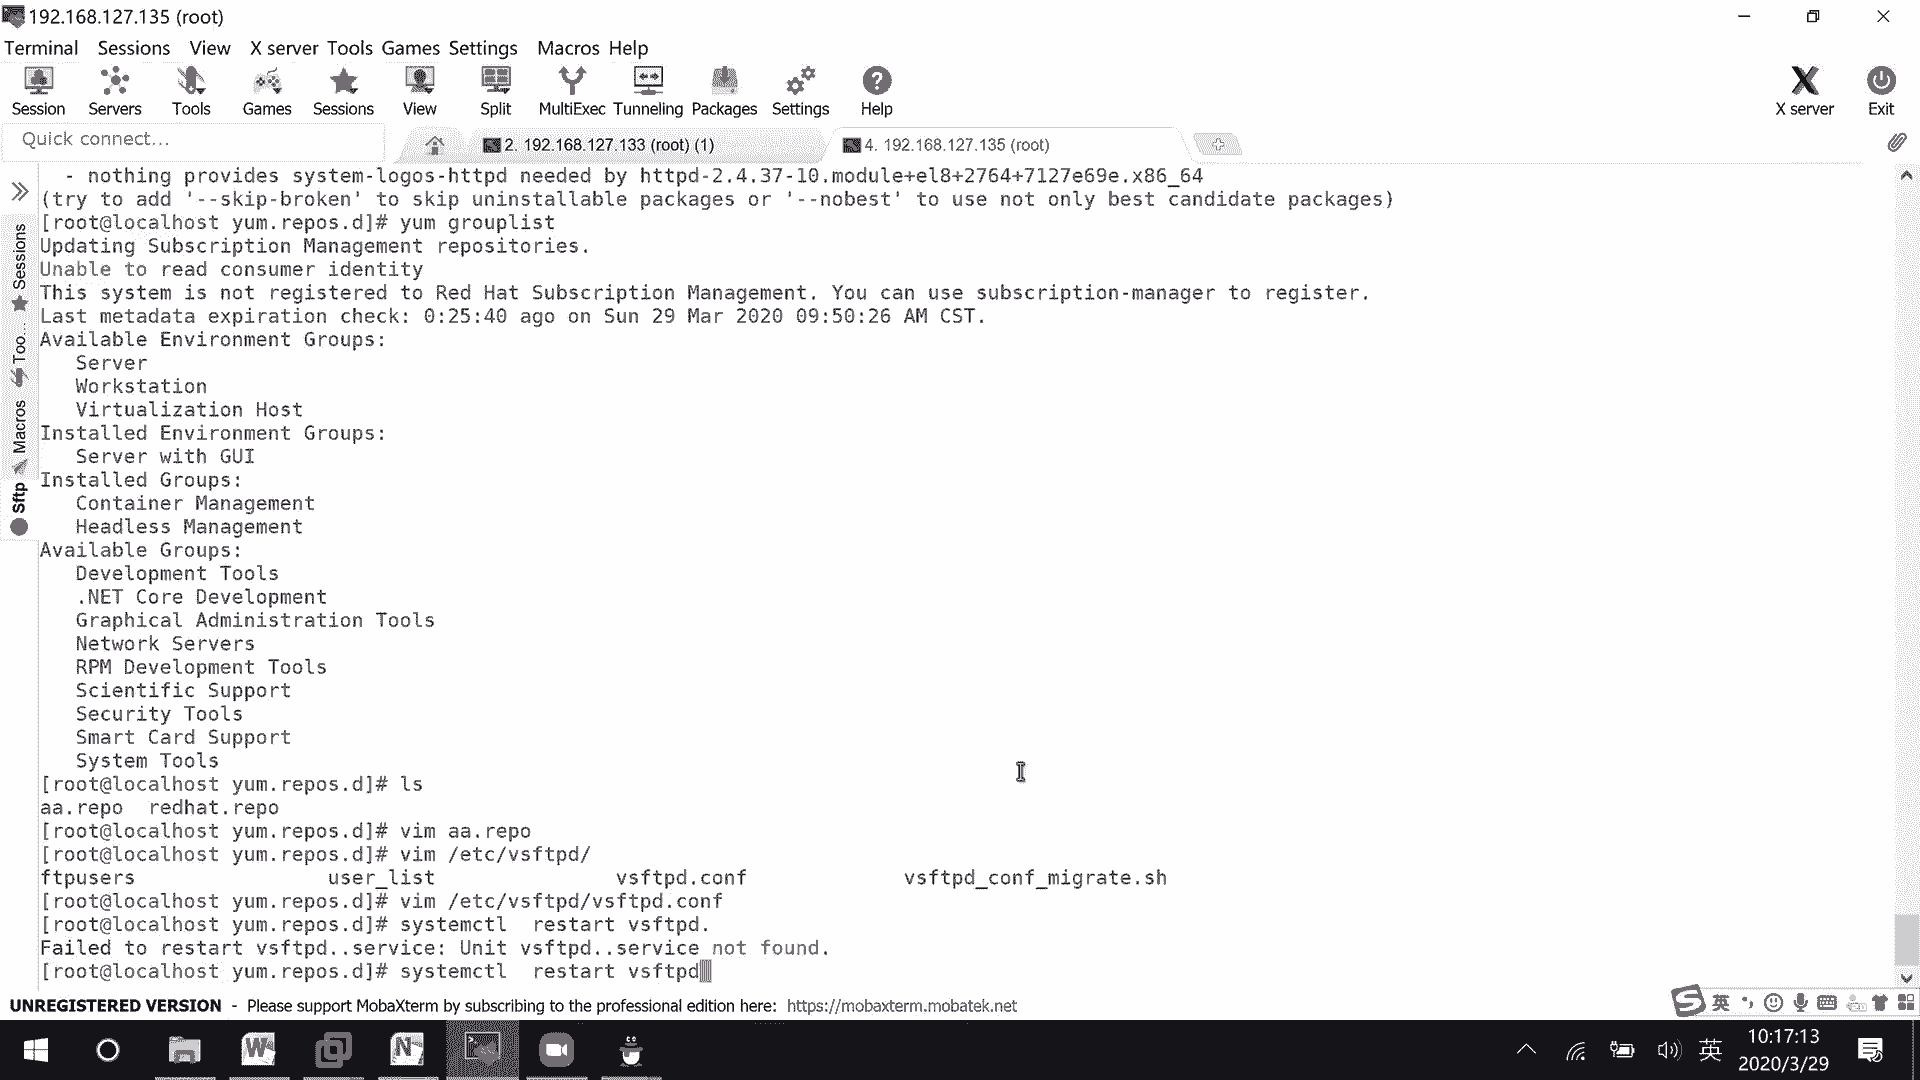 192.168.127.135 (root)
Terminal Sessions View X server Tools Games Settings Macros Help
Session Servers Tools Games Sessions View Split MultiExec Tunneling Packages Settings Help X server Exit
Quick connect...
2. 192.168.127.133 (root) (1)
4. 192.168.127.135 (root)
Sessions
Too...
Macros
Sftp
- nothing provides system-logos-httpd needed by httpd-2.4.37-10.module+el8+2764+7127e69e.x86_64
(try to add '--skip-broken' to skip uninstallable packages or '--nobest' to use not only best candidate packages)
[root@localhost yum.repos.d]# yum grouplist
Updating Subscription Management repositories.
Unable to read consumer identity
This system is not registered to Red Hat Subscription Management. You can use subscription-manager to register.
Last metadata expiration check: 0:25:40 ago on Sun 29 Mar 2020 09:50:26 AM CST.
Available Environment Groups:
Server
Workstation
Virtualization Host
Installed Environment Groups:
Server with GUI
Installed Groups:
Container Management
Headless Management
Available Groups:
Development Tools
.NET Core Development
Graphical Administration Tools
Network Servers
RPM Development Tools
Scientific Support
Security Tools
Smart Card Support
System Tools
[root@localhost yum.repos.d]# ls
aa.repo redhat.repo
[root@localhost yum.repos.d]# vim aa.repo
[root@localhost yum.repos.d]# vim /etc/vsftpd/
ftpusers user_list vsftpd.conf vsftpd_conf_migrate.sh
[root@localhost yum.repos.d]# vim /etc/vsftpd/vsftpd.conf
[root@localhost yum.repos.d]# systemctl  restart vsftpd.
Failed to restart vsftpd..service: Unit vsftpd..service not found.
[root@localhost yum.repos.d]# systemctl  restart vsftpd
UNREGISTERED VERSION - Please support MobaXterm by subscribing to the professional edition here: https://mobaxterm.mobatek.net
英
英
10:17:13
2020/3/29